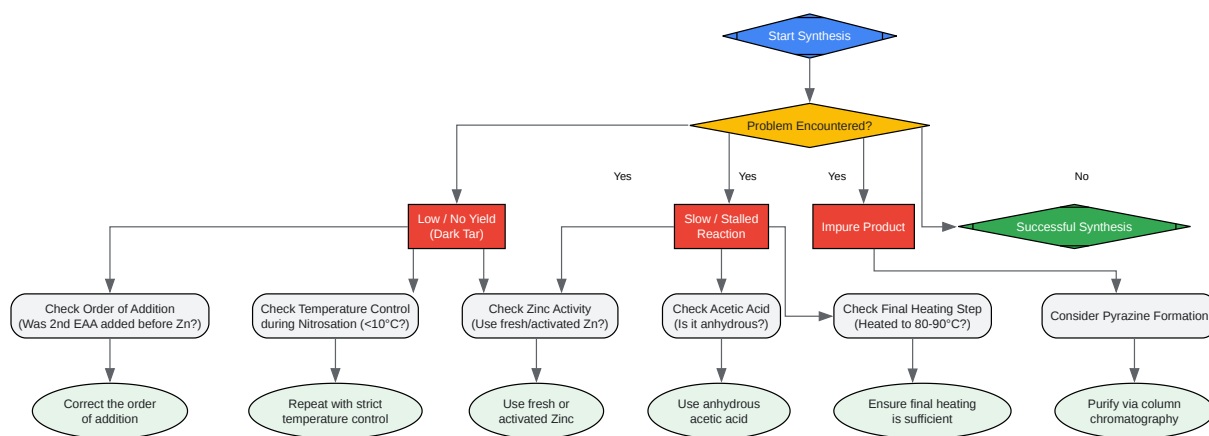 Start Synthesis
Problem Encountered?
Yes
Yes
Yes
No
Low / No Yield
(Dark Tar)
Slow / Stalled
Reaction
Impure Product
Successful Synthesis
Check Order of Addition
(Was 2nd EAA added before Zn?)
Check Temperature Control
during Nitrosation (<10°C?)
Check Zinc Activity
(Use fresh/activated Zn?)
Check Acetic Acid
(Is it anhydrous?)
Check Final Heating Step
(Heated to 80-90°C?)
Consider Pyrazine Formation
Correct the order
of addition
Repeat with strict
temperature control
Use fresh or
activated Zinc
Use anhydrous
acetic acid
Ensure final heating
is sufficient
Purify via column
chromatography